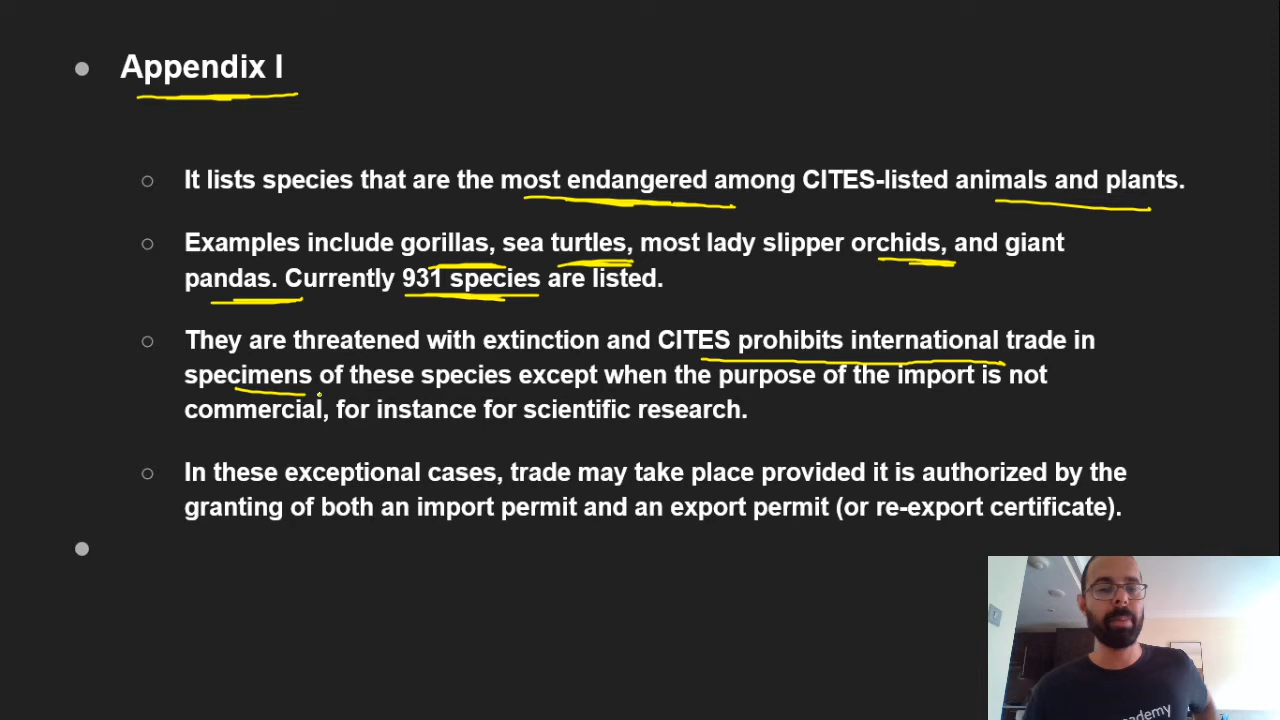 Appendix I
It lists species that are the most endangered among CITES-listed animals and plants.
Examples include gorillas, sea turtles, most lady slipper orchids, and giant
pandas. Currently 931 species are listed.
They are threatened with extinction and CITES prohibits international trade in
specimens of these species except when the purpose of the import is not
commercial, for instance for scientific research.
In these exceptional cases, trade may take place provided it is authorized by the
granting of both an import permit and an export permit (or re-export certificate).